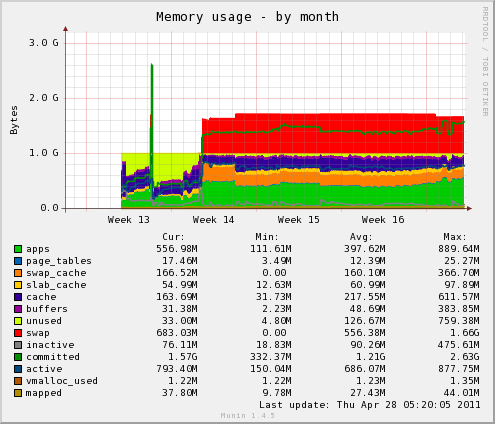 Memory usage - by month
RRDTOOL / TOBI OETIKER
Bytes
3.0 G
2.0 G
1.0 G
0.0
Week 13 Week 14 Week 15 Week 16
Cur: Min: Avg: Max:
apps 556.98M 111.61M 397.62M 889.64M
page_tables 17.46M 3.49M 12.39M 25.27M
swap_cache 166.52M 0.00 160.10M 366.70M
slab_cache 54.99M 12.63M 60.99M 97.89M
cache 163.69M 31.73M 217.55M 611.57M
buffers 31.38M 2.23M 48.69M 383.85M
unused 33.00M 4.80M 126.67M 759.38M
swap 683.03M 0.00 556.38M 1.66G
inactive 76.11M 18.83M 90.26M 475.61M
committed 1.57G 332.37M 1.21G 2.63G
active 793.40M 150.04M 686.07M 877.75M
vmalloc_used 1.22M 1.22M 1.23M 1.35M
mapped 37.80M 9.78M 27.43M 44.01M
Last update: Thu Apr 28 05:20:05 2011
Munin 1.4.5